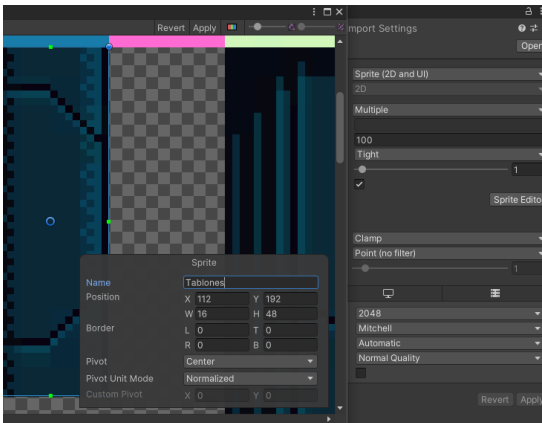 Revert Apply
mport Settings
Open
Sprite (2D and UI)
2D
Multiple
100
Tight
1
Sprite Edito
Clamp
Point (no filter)
1
2048
Mitchell
Automatic
Normal Quality
Revert Apply
Sprite
Name Tablones
Position X 112 Y 192
W 16 H 48
Border L 0 T 0
R 0 B 0
Pivot Center
Pivot Unit Mode Normalized
Custom Pivot X 0 Y 0